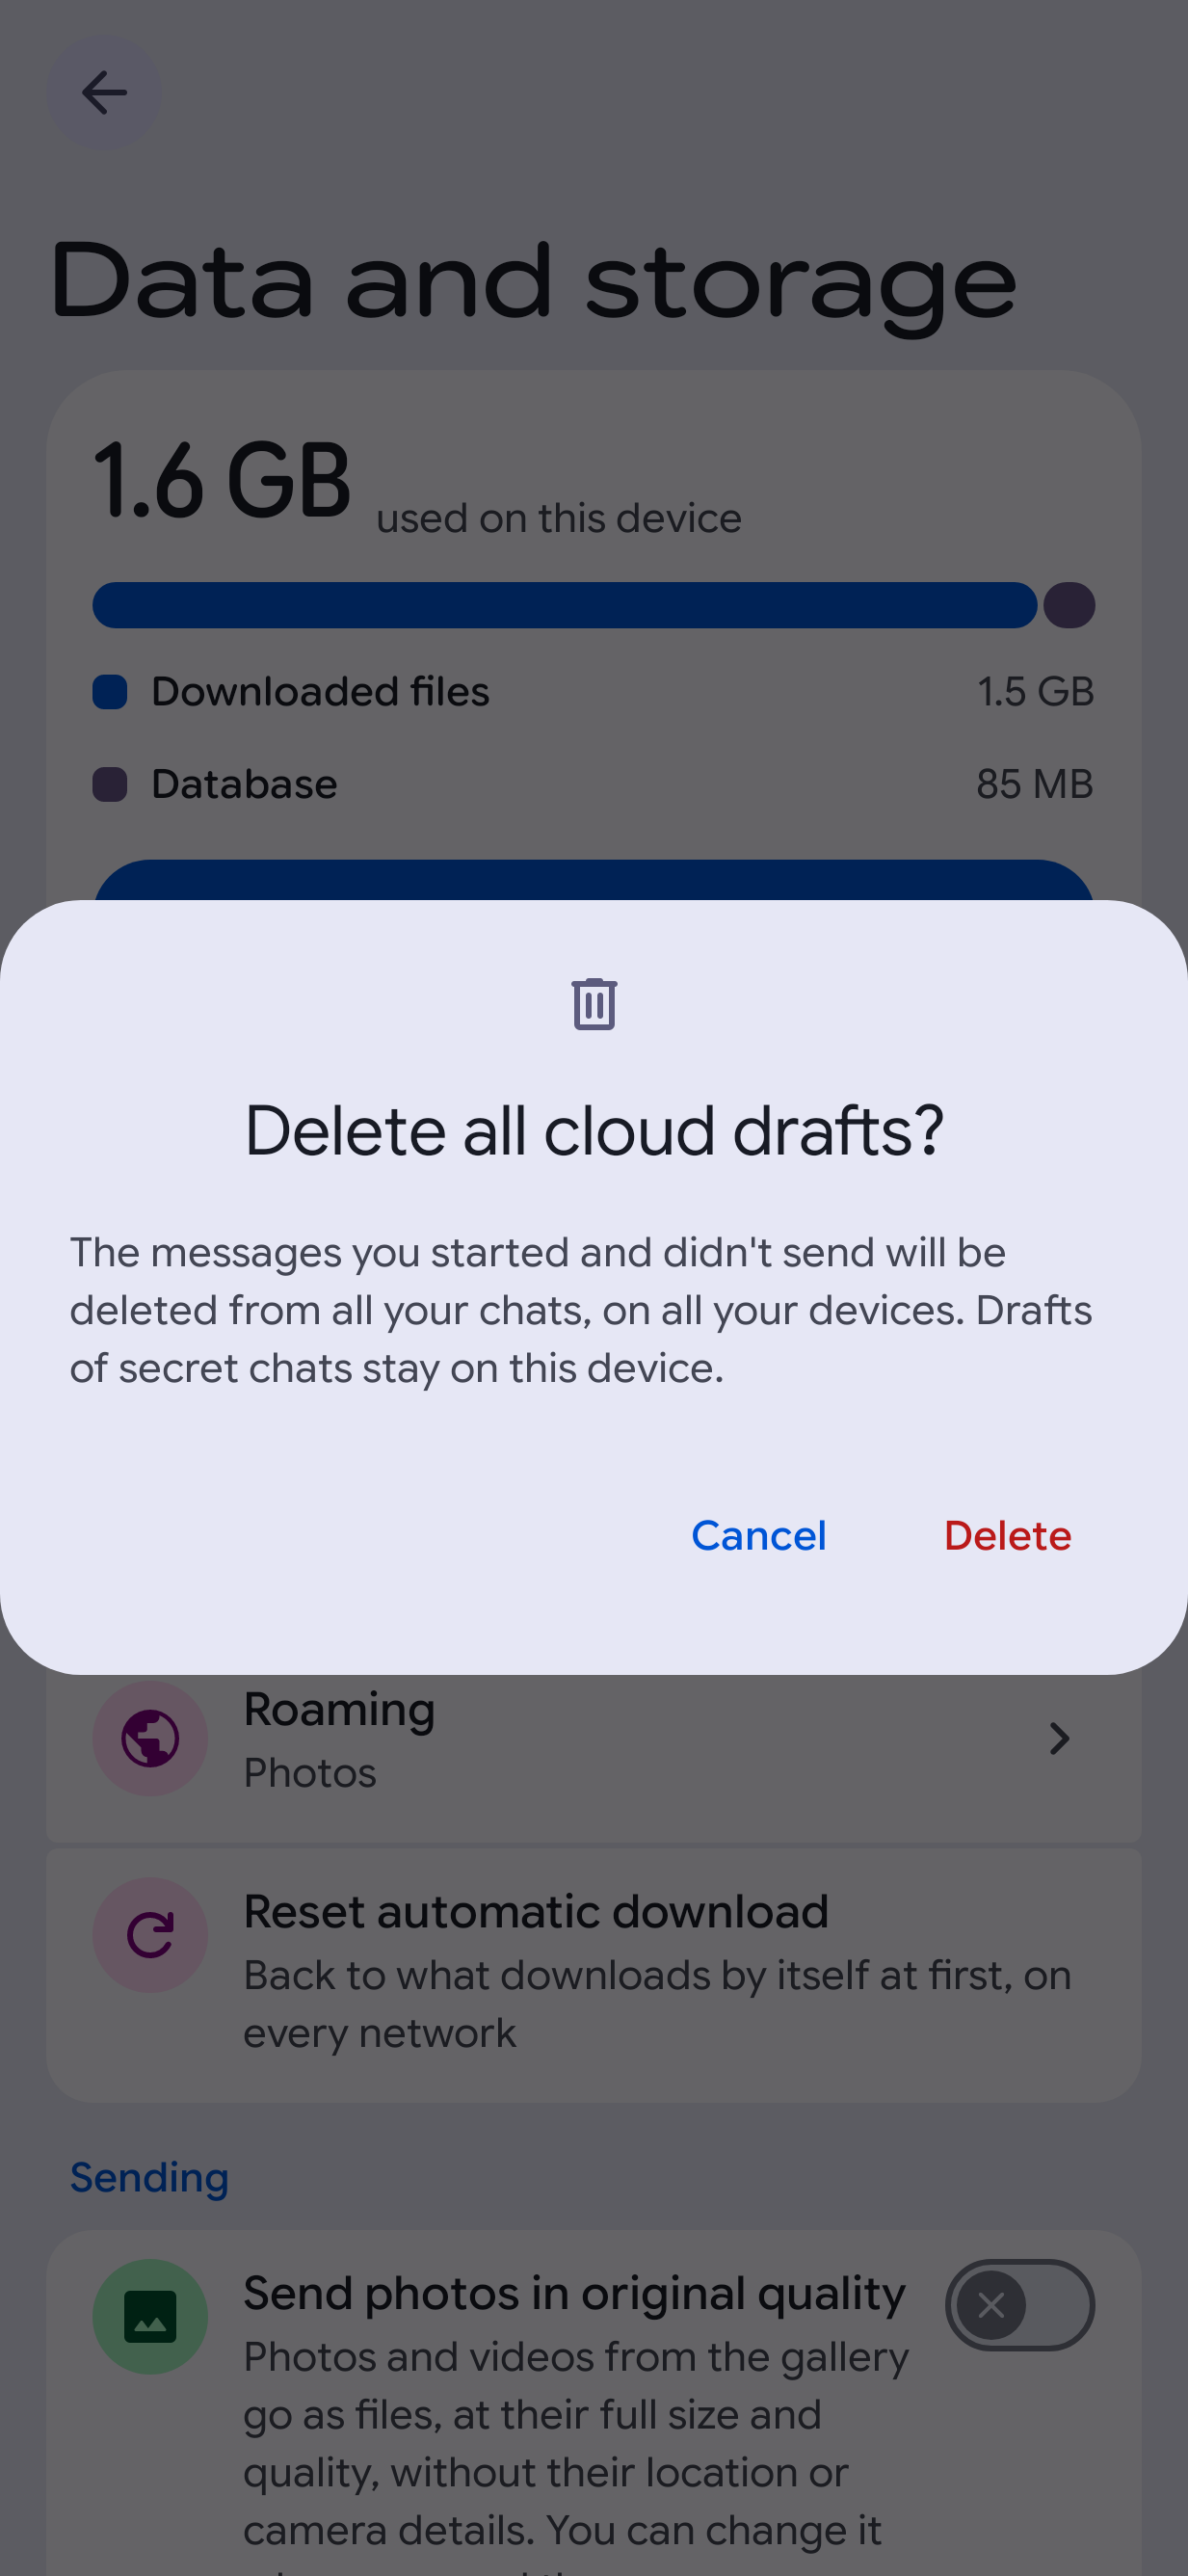 Data and storage
1.6 GB used on this device
Downloaded files 1.5 GB
Database 85 MB
Delete all cloud drafts?
The messages you started and didn't send will be
deleted from all your chats, on all your devices. Drafts
of secret chats stay on this device.
Cancel Delete
Roaming
Photos
Reset automatic download
Back to what downloads by itself at first, on
every network
Sending
Send photos in original quality
Photos and videos from the gallery
go as files, at their full size and
quality, without their location or
camera details. You can change it